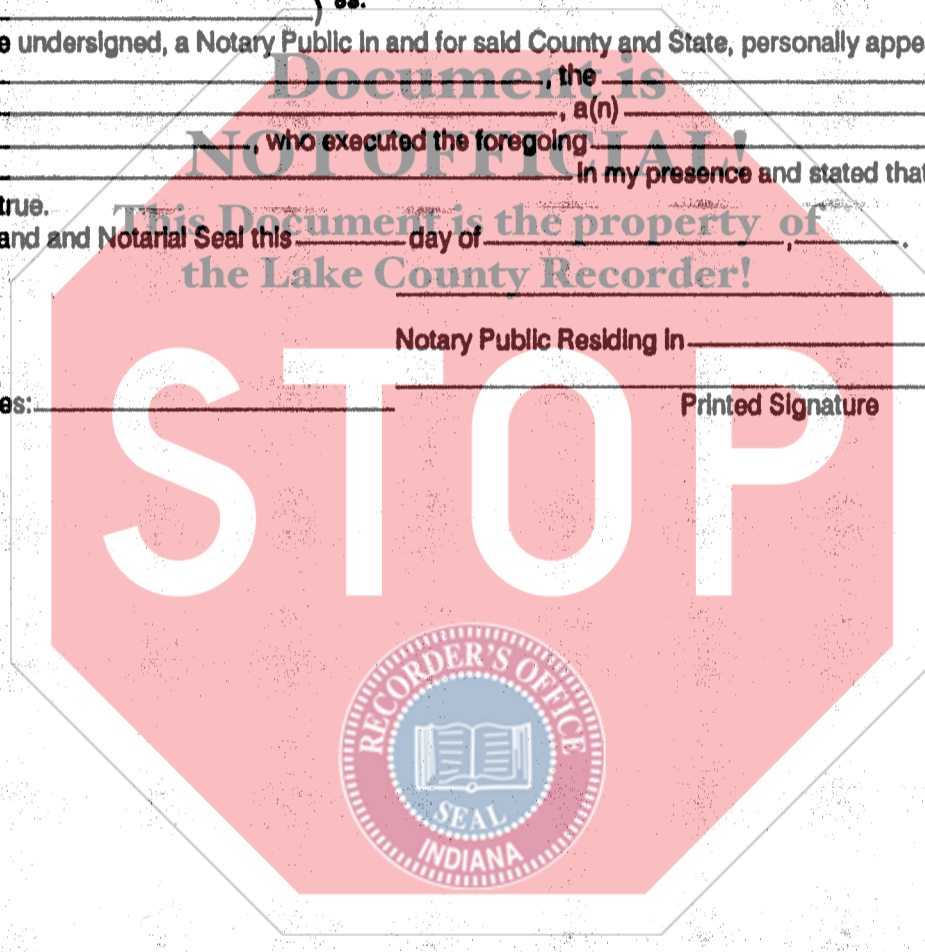 ) ss.
e undersigned, a Notary Public in and for said County and State, personally appe
Document is
, the
, a(n)
NOT OFFICIAL!
, who executed the foregoing
in my presence and stated that
true.
This Document is the property of
and and Notarial Seal this day of , .
the Lake County Recorder!
Notary Public Residing in
es:
Printed Signature
STOP
RECORDER'S OFFICE
SEAL
INDIANA